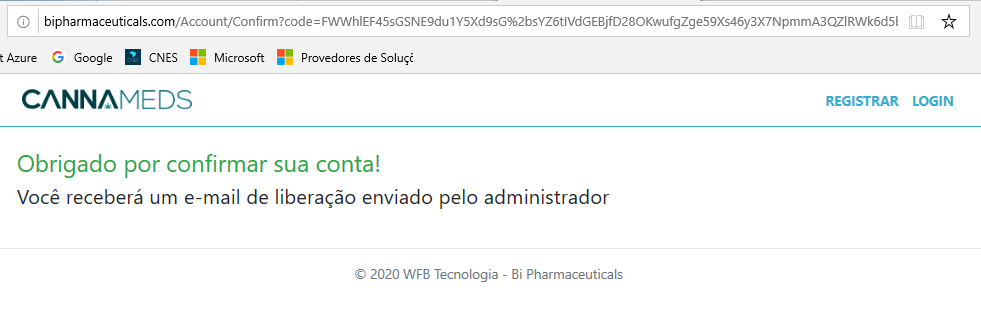 bipharmaceuticals.com/Account/Confirm?code=FWWhlEF45sGSNE9du1Y5Xd9sG%2bsYZ6tIVdGEBjfD28OKwufgZge59Xs46y3X7NpmmA3QZlRWk6d5b
t Azure Google CNES Microsoft Provedores de Soluç
CANNAMEDS REGISTRAR LOGIN
Obrigado por confirmar sua conta!
Você receberá um e-mail de liberação enviado pelo administrador
© 2020 WFB Tecnologia - Bi Pharmaceuticals